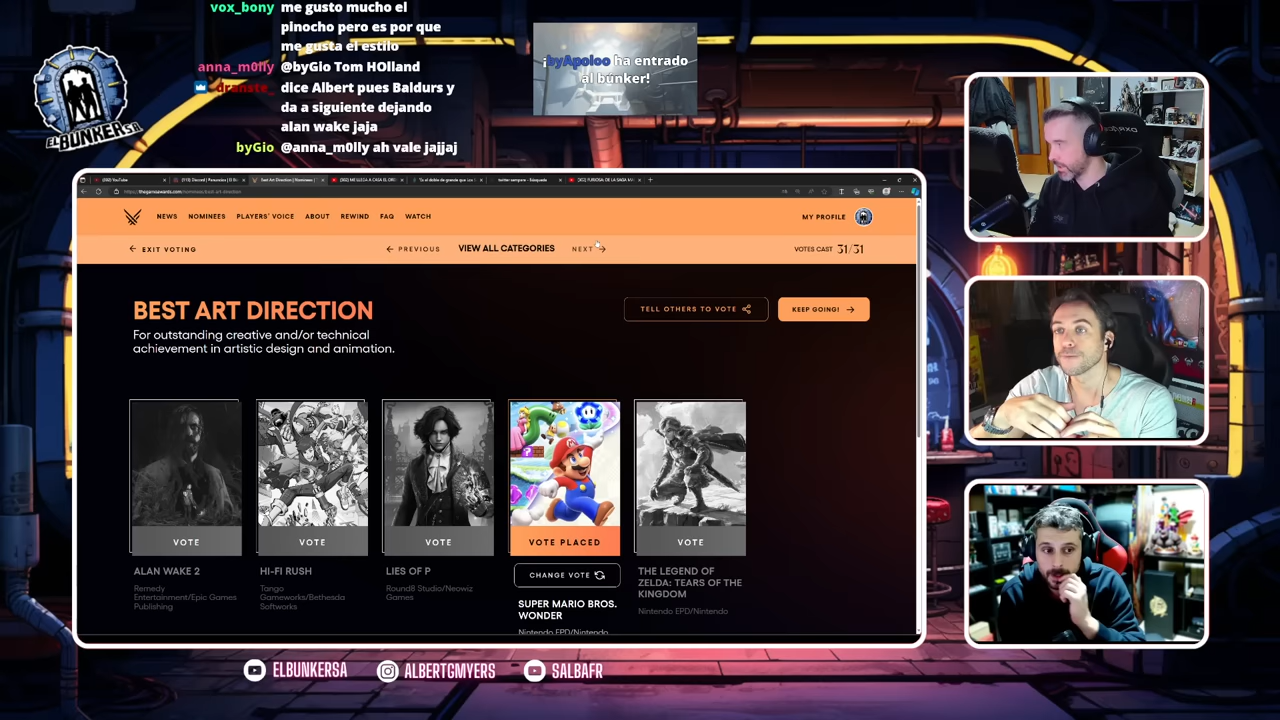 vox_bony me gusto mucho el
pinocho pero es por que
me gusta el estilo
anna_m0lly @byGio Tom HOlland
dranste_ dice Albert pues Baldurs y
da a siguiente dejando
alan wake jaja
byGio @anna_m0lly ah vale jajjaj
¡byApoloo ha entrado
al búnker!
ELBUNKERSA
NEWS NOMINEES PLAYERS' VOICE ABOUT REWIND FAQ WATCH MY PROFILE
EXIT VOTING PREVIOUS VIEW ALL CATEGORIES NEXT VOTES CAST 31/31
BEST ART DIRECTION
For outstanding creative and/or technical
achievement in artistic design and animation.
TELL OTHERS TO VOTE KEEP GOING!
VOTE VOTE VOTE VOTE PLACED VOTE
ALAN WAKE 2
Remedy
Entertainment/Epic Games
Publishing
HI-FI RUSH
Tango
Gameworks/Bethesda
Softworks
LIES OF P
Round8 Studio/Neowiz
Games
CHANGE VOTE
SUPER MARIO BROS.
WONDER
Nintendo EPD/Nintendo
THE LEGEND OF
ZELDA: TEARS OF THE
KINGDOM
Nintendo EPD/Nintendo
ELBUNKERSA ALBERTGMYERS SALBAFR